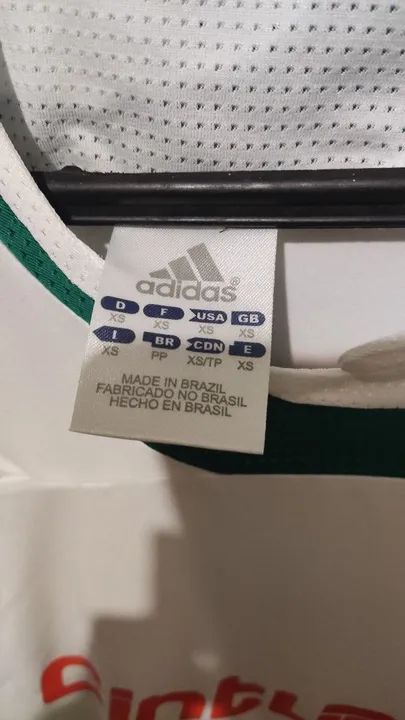 adidas®
D F USA GB
XS XS XS XS
I BR CDN E
XS PP XS/TP XS
MADE IN BRAZIL
FABRICADO NO BRASIL
HECHO EN BRASIL